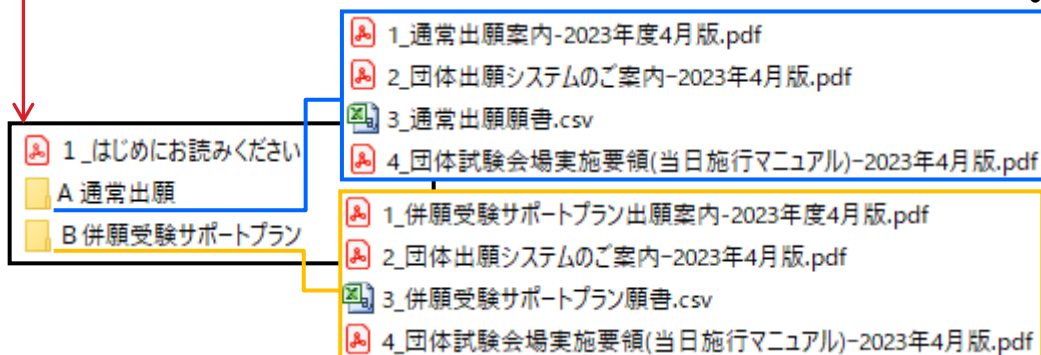 1_通常出願案内-2023年度4月版.pdf
2_団体出願システムのご案内-2023年4月版.pdf
3_通常出願願書.csv
4_団体試験会場実施要領(当日施行マニュアル)-2023年4月版.pdf
1_はじめにお読みください
A 通常出願
B 併願受験サポートプラン
1_併願受験サポートプラン出願案内-2023年度4月版.pdf
2_団体出願システムのご案内-2023年4月版.pdf
3_併願受験サポートプラン願書.csv
4_団体試験会場実施要領(当日施行マニュアル)-2023年4月版.pdf